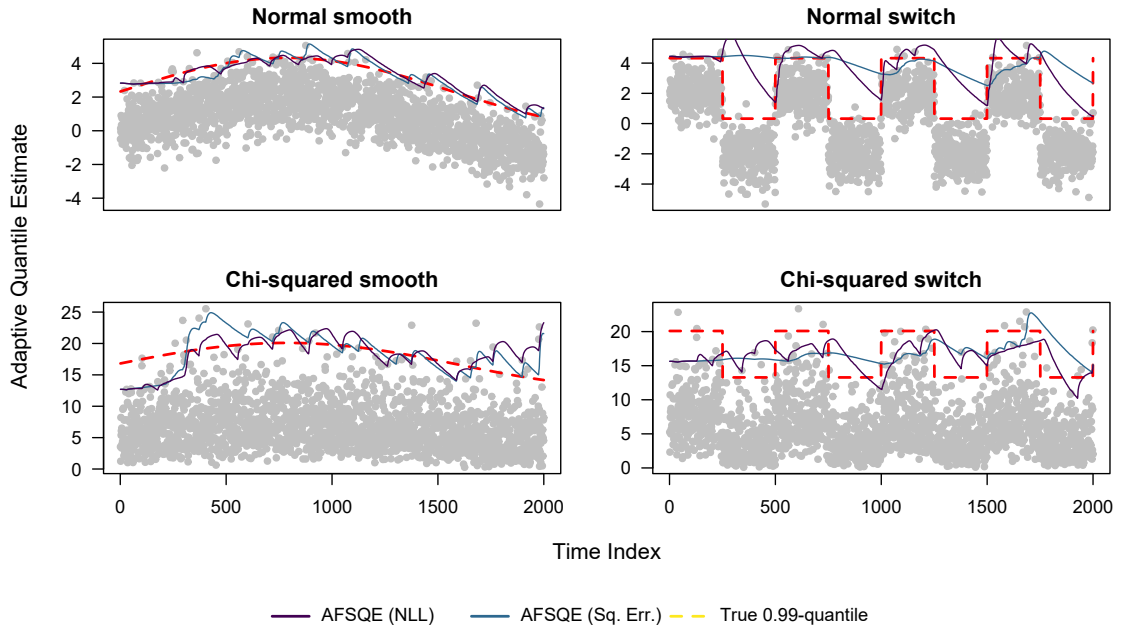 Normal smooth
Normal switch
4
2
0
-2
-4
4
2
0
-2
-4
Adaptive Quantile Estimate
Chi-squared smooth
Chi-squared switch
25
20
15
10
5
0
20
15
10
5
0
0 500 1000 1500 2000
0 500 1000 1500 2000
Time Index
AFSQE (NLL) AFSQE (Sq. Err.) True 0.99-quantile